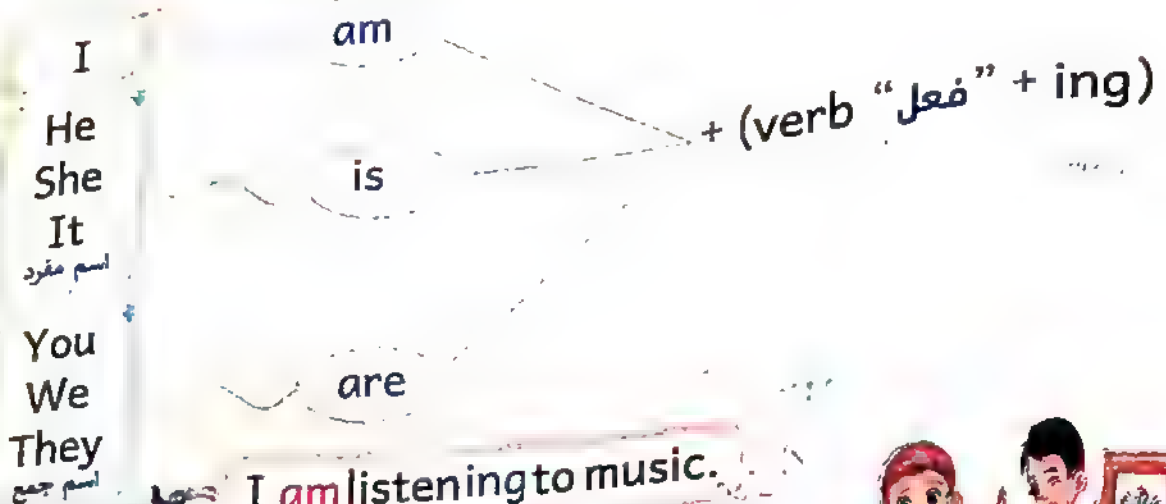 I
am
He
She
It
اسم مفرد
is
+ (verb “فعل” + ing)
You
We
They
اسم جمع
are
I am listening to music.